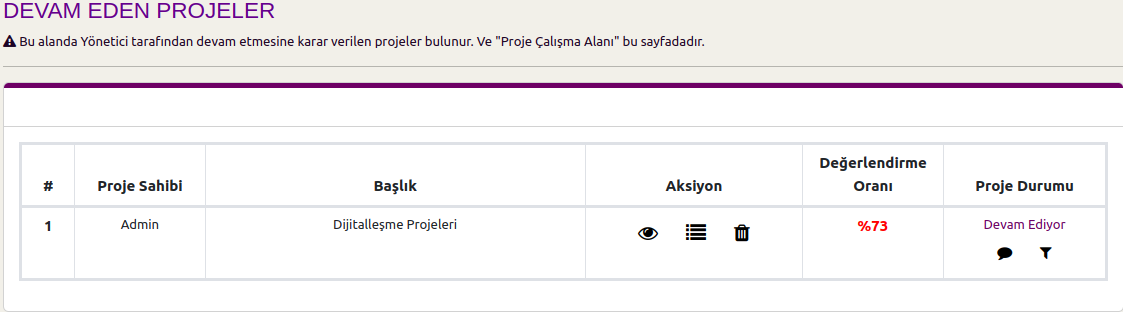 DEVAM EDEN PROJELER
Bu alanda Yönetici tarafından devam etmesine karar verilen projeler bulunur. Ve "Proje Çalışma Alanı" bu sayfadadır.
# Proje Sahibi Başlık Aksiyon Değerlendirme Oranı Proje Durumu
1 Admin Dijitalleşme Projeleri %73 Devam Ediyor